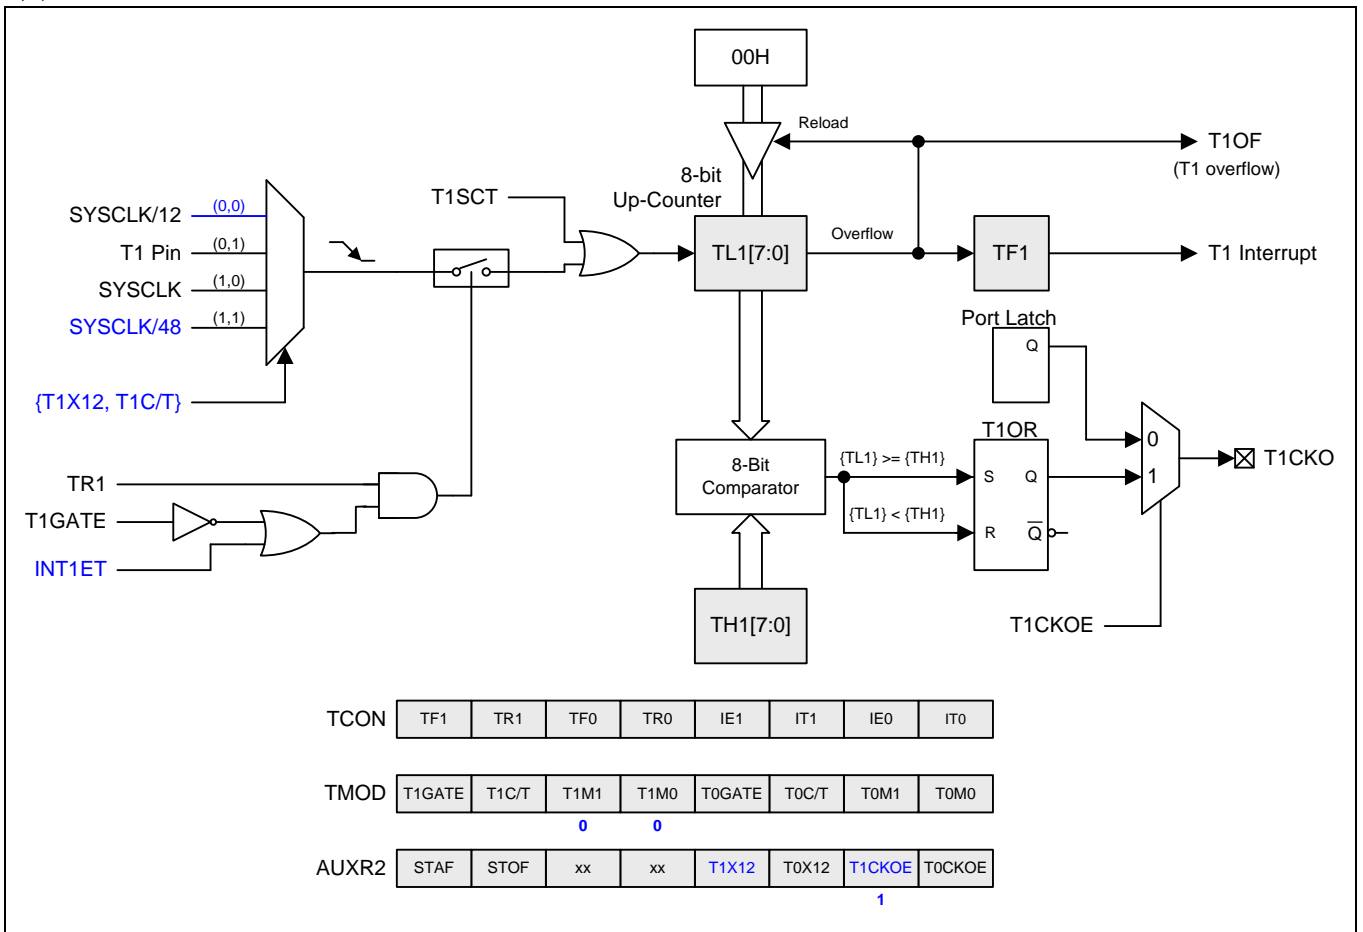 00H
Reload
T1OF
(T1 overflow)
8-bit
Up-Counter
T1SCT
SYSCLK/12 (0,0)
T1 Pin (0,1)
SYSCLK (1,0)
SYSCLK/48 (1,1)
TL1[7:0]
Overflow
TF1
T1 Interrupt
Port Latch
Q
{T1X12, T1C/T}
T1OR
0
1
T1CKO
8-Bit
Comparator
{TL1} >= {TH1}
{TL1} < {TH1}
S Q
R Q
TR1
T1GATE
INT1ET
TH1[7:0]
T1CKOE
TCON TF1 TR1 TF0 TR0 IE1 IT1 IE0 IT0
TMOD T1GATE T1C/T T1M1 T1M0 T0GATE T0C/T T0M1 T0M0
0 0
AUXR2 STAF STOF xx xx T1X12 T0X12 T1CKOE T0CKOE
1